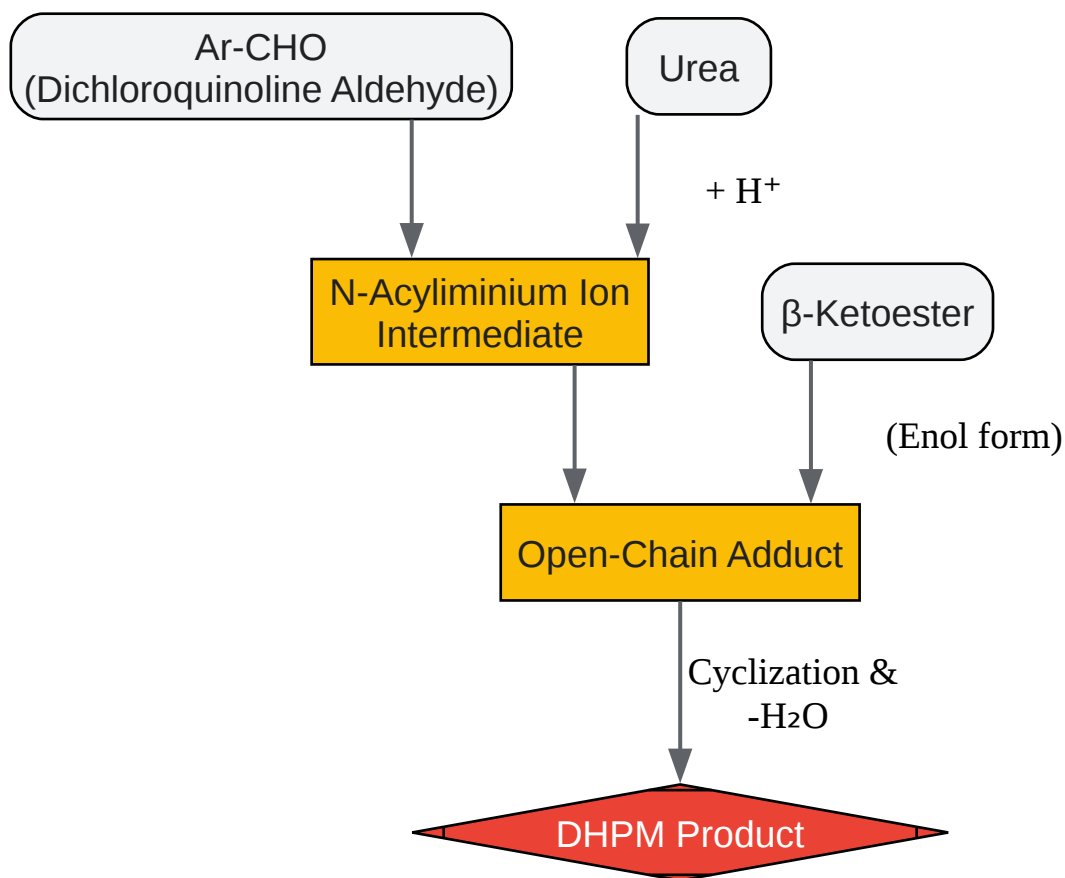 Ar-CHO
(Dichloroquinoline Aldehyde)
Urea
+ H⁺
N-Acyliminium Ion
Intermediate
β-Ketoester
(Enol form)
Open-Chain Adduct
Cyclization &
-H₂O
DHPM Product